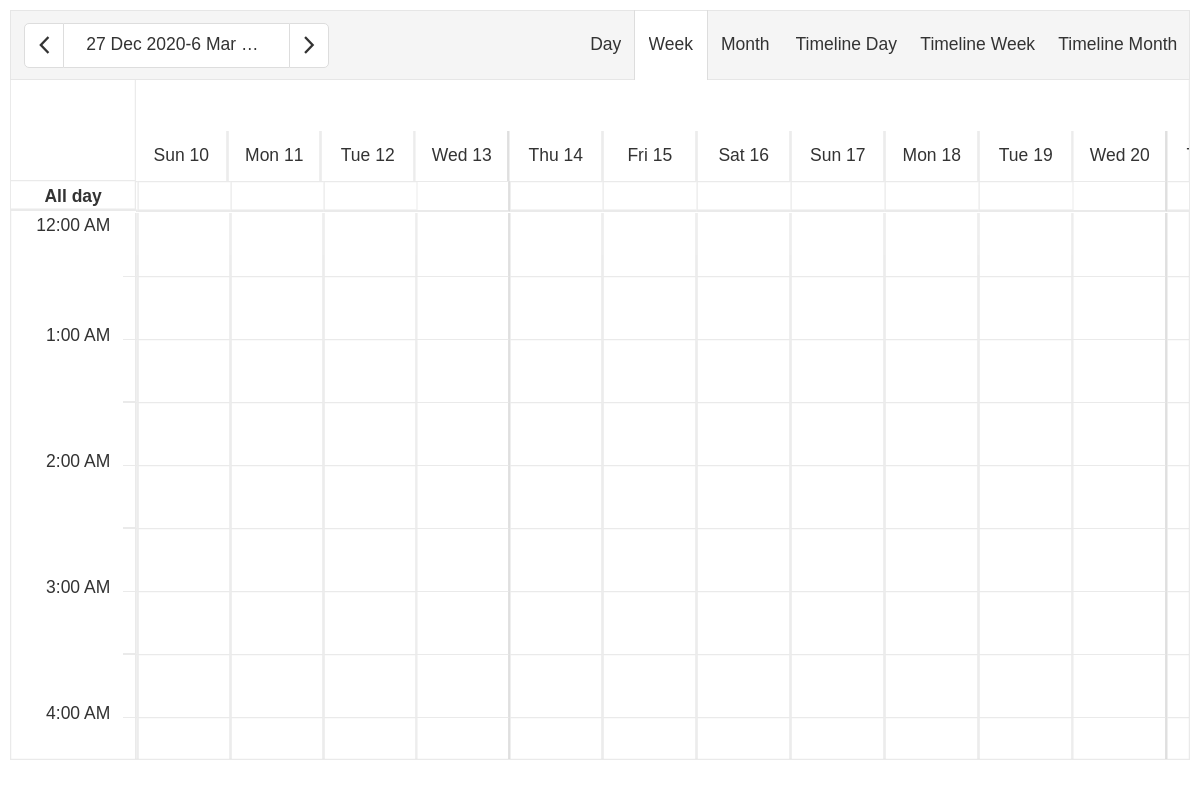 27 Dec 2020-6 Mar …
Day Week Month Timeline Day Timeline Week Timeline Month
Sun 10 Mon 11 Tue 12 Wed 13 Thu 14 Fri 15 Sat 16 Sun 17 Mon 18 Tue 19 Wed 20
All day
12:00 AM
1:00 AM
2:00 AM
3:00 AM
4:00 AM